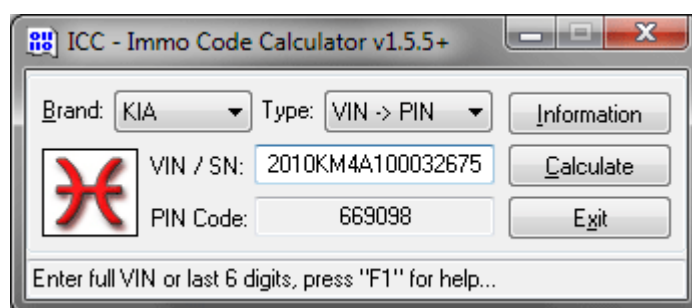 ICC - Immo Code Calculator v1.5.5+
Brand: KIA Type: VIN -> PIN Information
VIN / SN: 2010KM4A100032675 Calculate
PIN Code: 669098 Exit
Enter full VIN or last 6 digits, press "F1" for help...